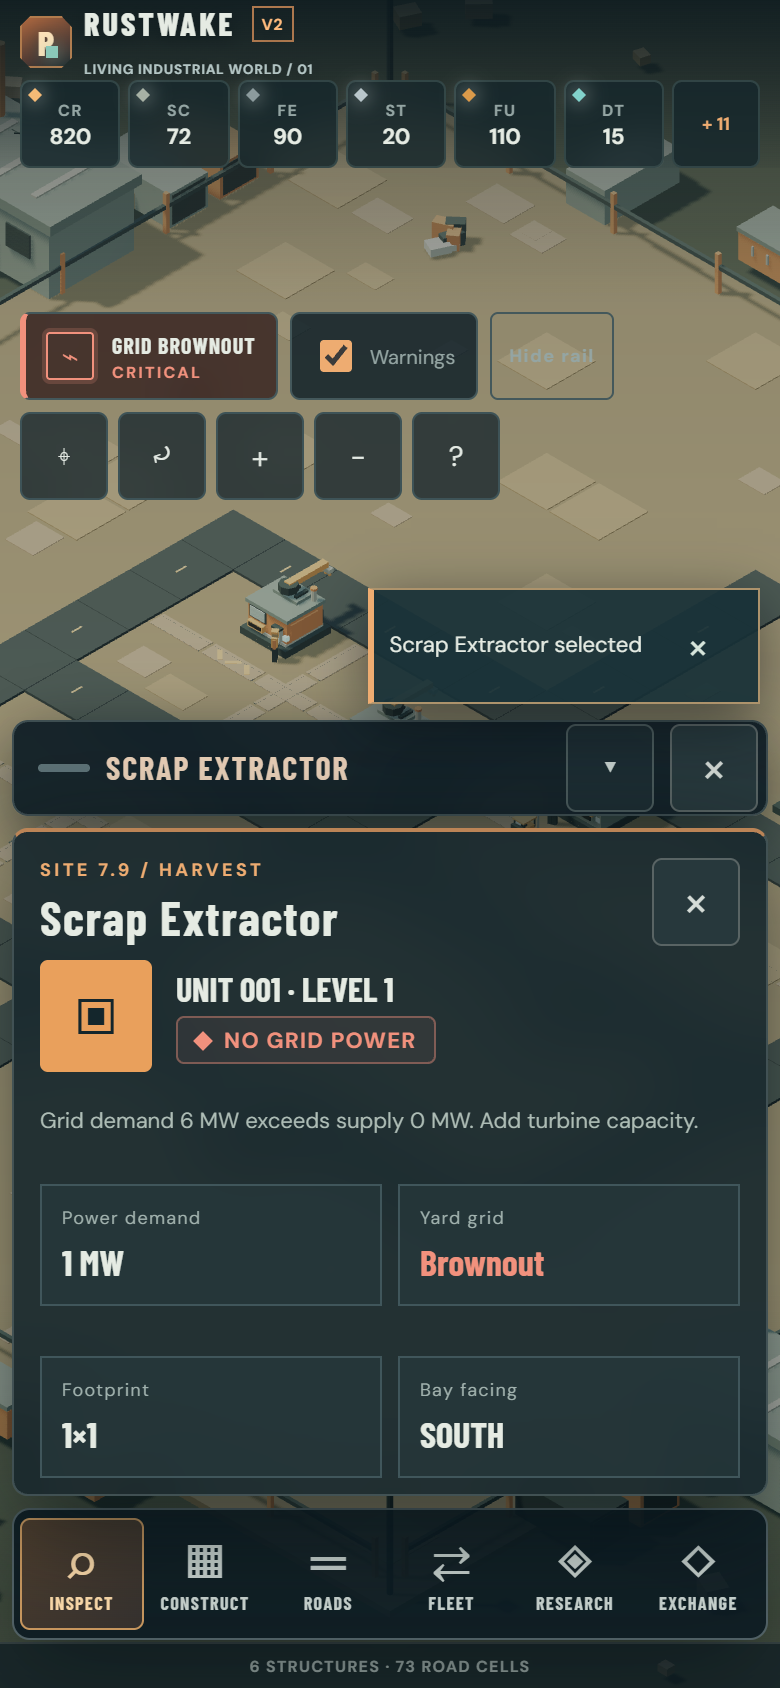 RUSTWAKE V2
LIVING INDUSTRIAL WORLD / 01
CR SC FE ST FU DT
820 72 90 20 110 15 + 11
GRID BROWNOUT
CRITICAL
Warnings
Hide rail
+ - ?
Scrap Extractor selected ×
SCRAP EXTRACTOR ▼ ×
SITE 7.9 / HARVEST
Scrap Extractor ×
UNIT 001 · LEVEL 1
NO GRID POWER
Grid demand 6 MW exceeds supply 0 MW. Add turbine capacity.
Power demand
1 MW
Yard grid
Brownout
Footprint
1×1
Bay facing
SOUTH
INSPECT CONSTRUCT ROADS FLEET RESEARCH EXCHANGE
6 STRUCTURES · 73 ROAD CELLS